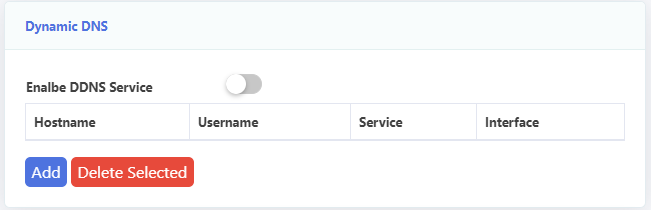 Dynamic DNS
Enalbe DDNS Service
Hostname Username Service Interface
Add Delete Selected